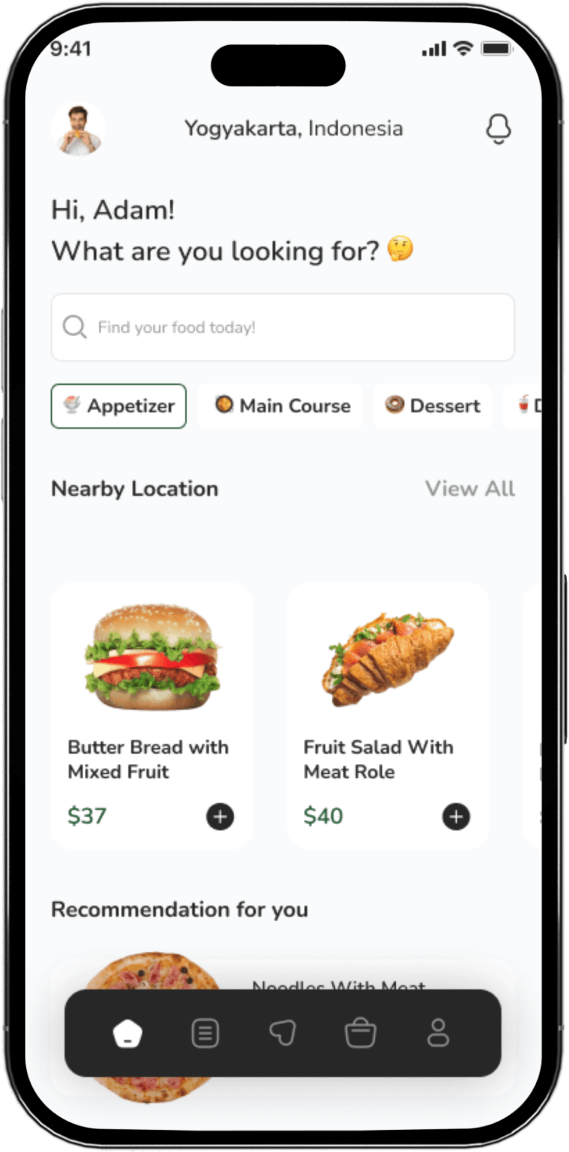 9:41
Yogyakarta, Indonesia
Hi, Adam!
What are you looking for? 🤔
Find your food today!
Appetizer
Main Course
Dessert
Nearby Location
View All
Butter Bread with
Mixed Fruit
$37
Fruit Salad With
Meat Role
$40
Recommendation for you
Noodles With Meat